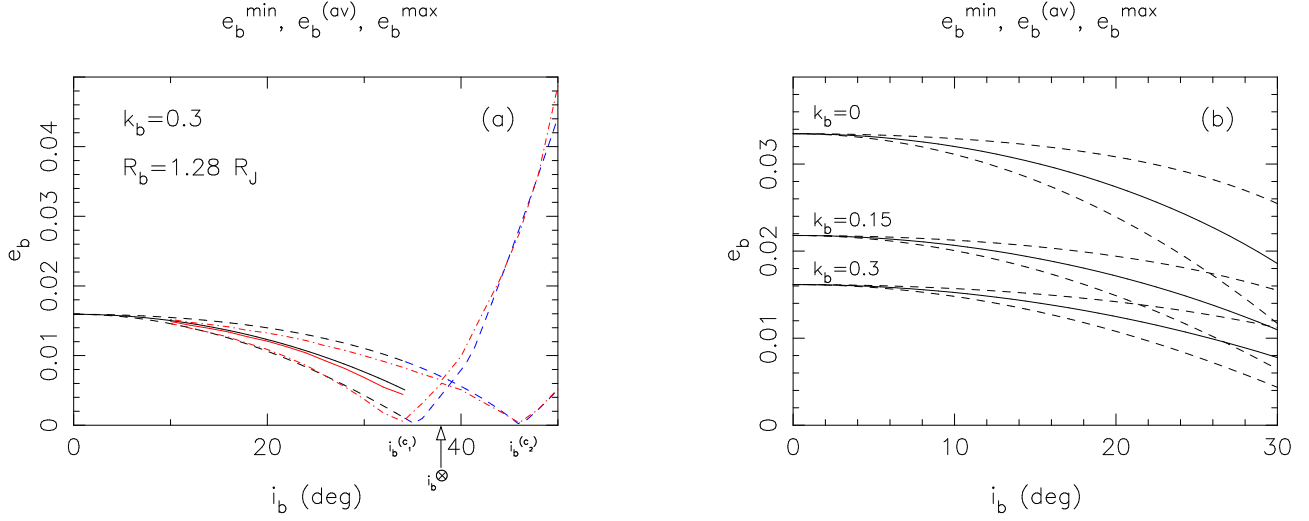 e_b^min, e_b^(av), e_b^max
(a)
k_b=0.3
R_b=1.28 R_J
e_b
0 0.01 0.02 0.03 0.04
0 20 40
i_b^(c_1)
i_b^(c_2)
i_b^⊗
i_b (deg)
e_b^min, e_b^(av), e_b^max
(b)
k_b=0
k_b=0.15
k_b=0.3
e_b
0 0.01 0.02 0.03
0 10 20 30
i_b (deg)